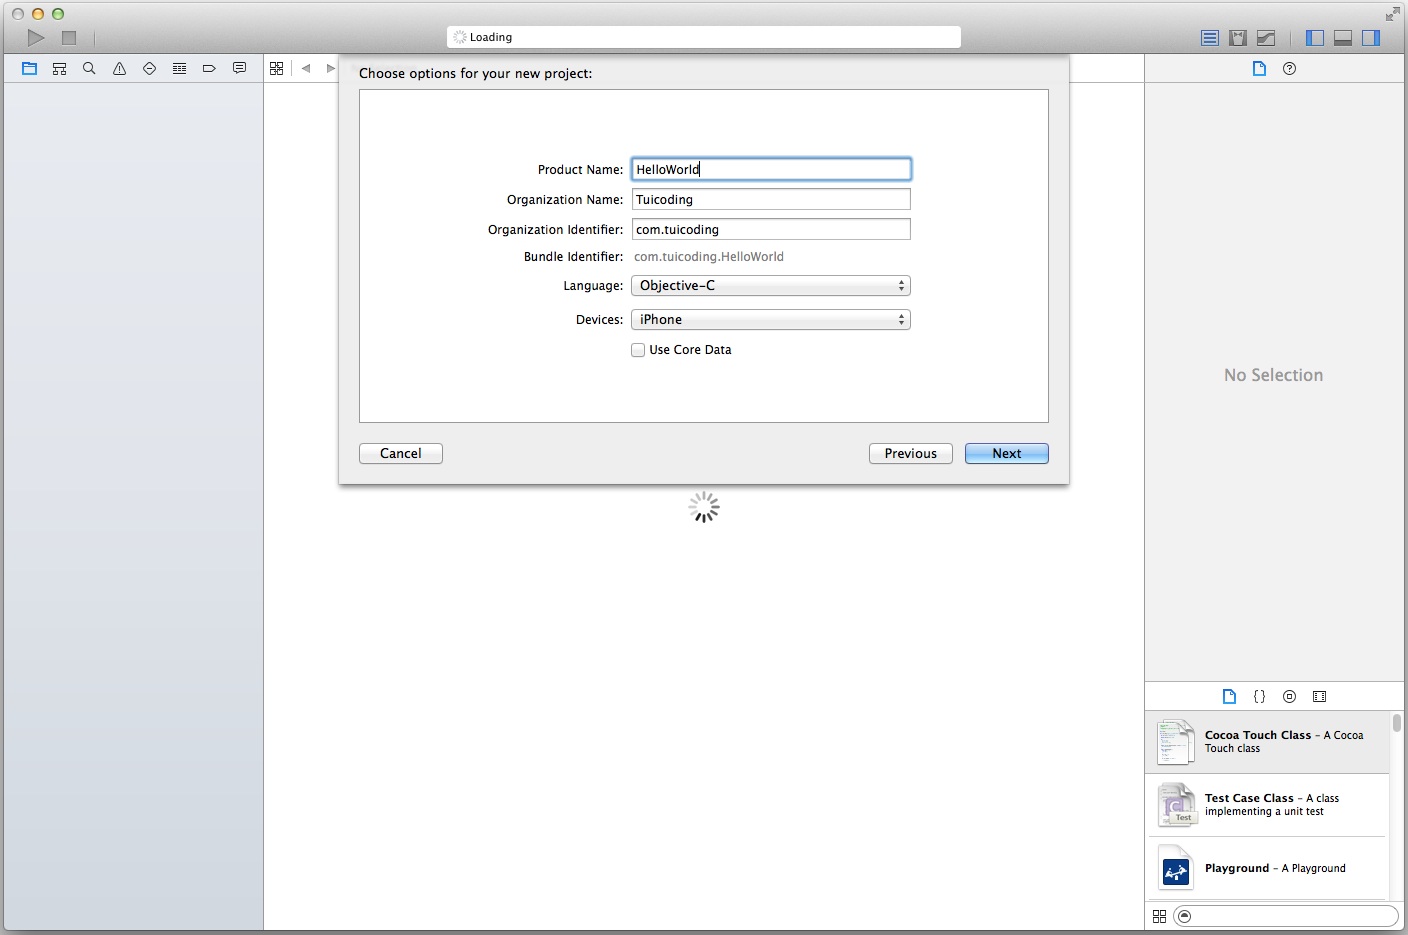 Loading
Choose options for your new project:
Product Name: HelloWorld
Organization Name: Tuicoding
Organization Identifier: com.tuicoding
Bundle Identifier: com.tuicoding.HelloWorld
Language: Objective-C
Devices: iPhone
Use Core Data
Cancel Previous Next
No Selection
{ }
Cocoa Touch Class – A Cocoa
Touch class
Test Case Class – A class
implementing a unit test
C
Test
Playground – A Playground